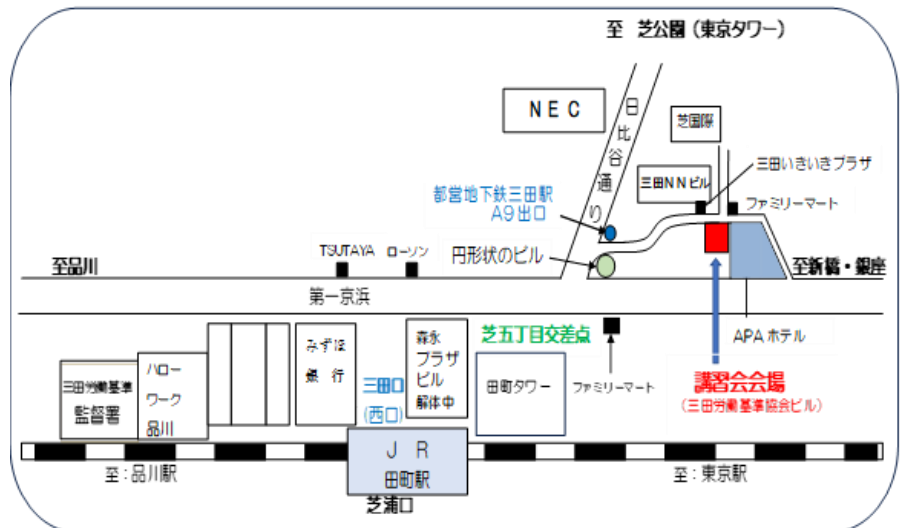 至 芝公園（東京タワー）
NEC
日比谷通り
芝国際
三田いきいきプラザ
三田NNビル
ファミリーマート
都営地下鉄三田駅
A9出口
円形状のビル
TSUTAYA ローソン
至品川
至新橋・銀座
第一京浜
APAホテル
芝五丁目交差点
ファミリーマート
講習会会場
（三田労働基準協会ビル）
三田労働基準
監督署
ハロー
ワーク
品川
みずほ
銀行
三田口
(西口)
森永
プラザ
ビル
解体中
田町タワー
JR
田町駅
至：品川駅
至：東京駅
芝浦口